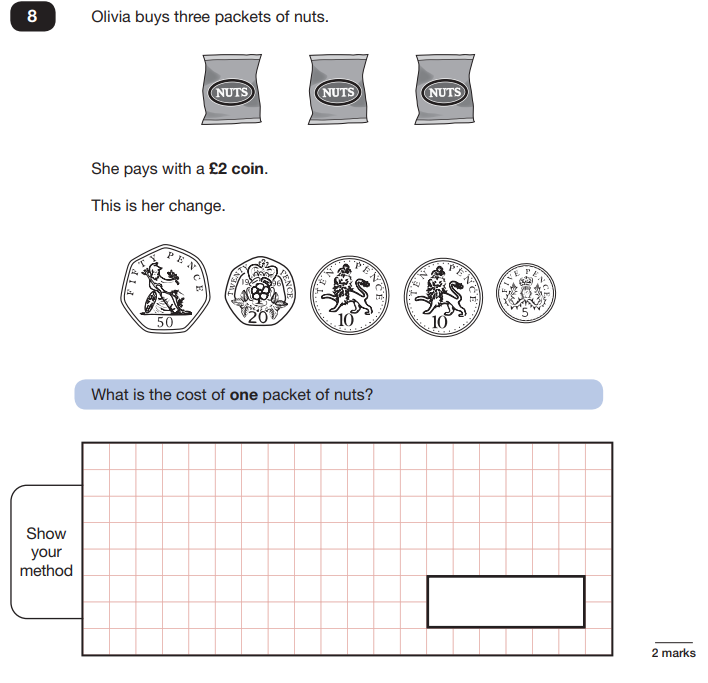 8
Olivia buys three packets of nuts.
NUTS
NUTS
NUTS
She pays with a £2 coin.
This is her change.
FIFTY PENCE
50
TWENTY PENCE
19 96
20
TEN PENCE
10
TEN PENCE
10
FIVE PENCE
5
What is the cost of one packet of nuts?
Show
your
method
2 marks